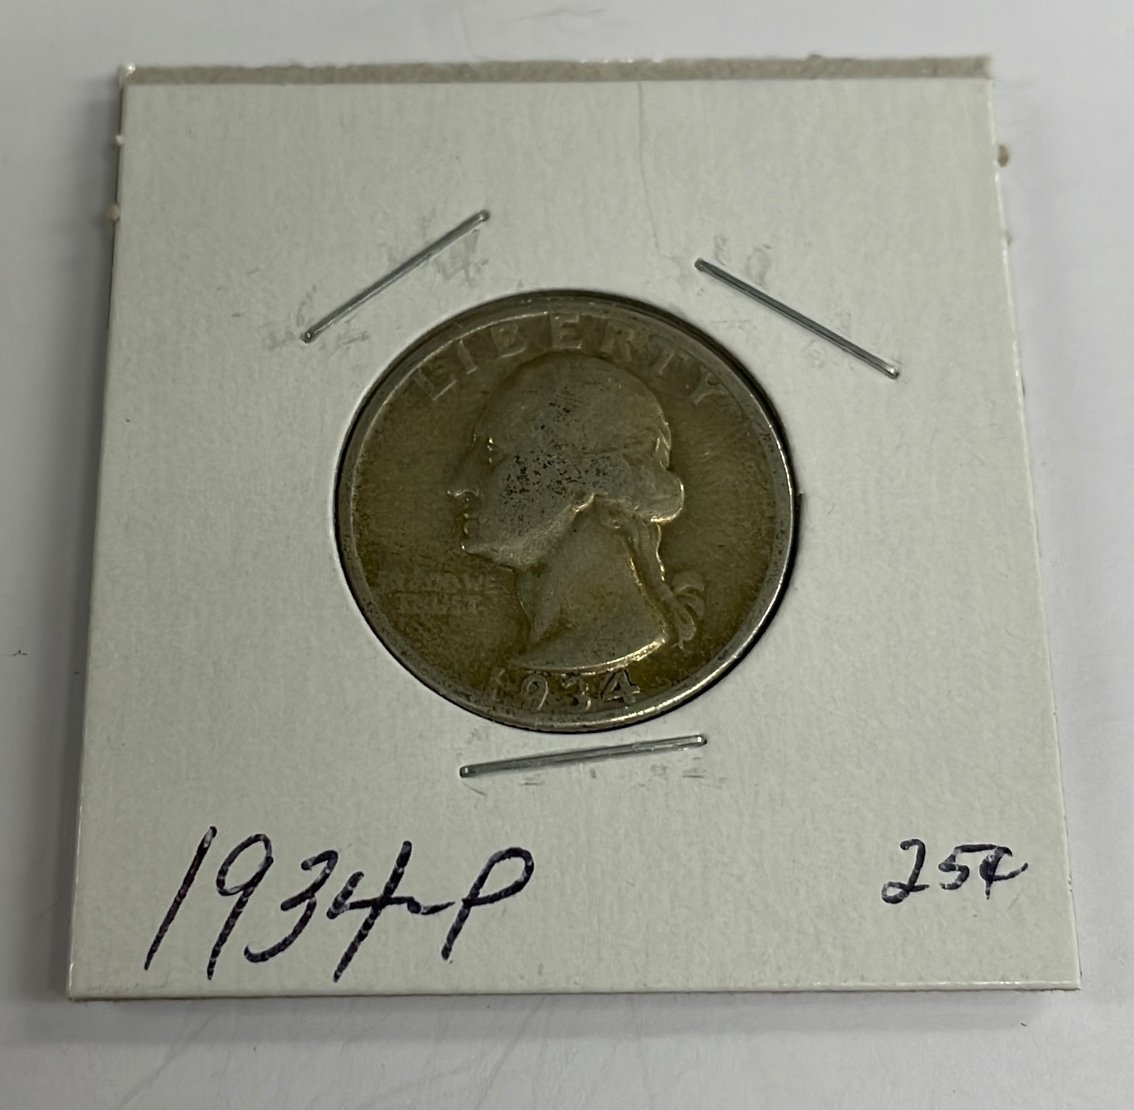 LIBERTY
IN GOD WE
TRUST
1934
1934-P 25¢